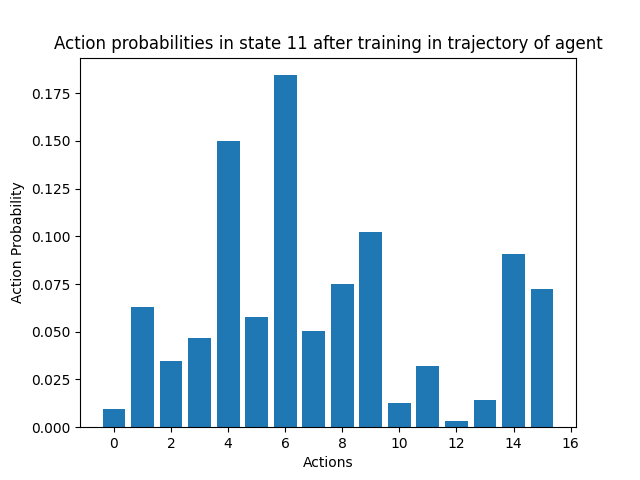 Action probabilities in state 11 after training in trajectory of agent
0.175
0.150
0.125
0.100
0.075
0.050
0.025
0.000
Action Probability
0 2 4 6 8 10 12 14 16
Actions